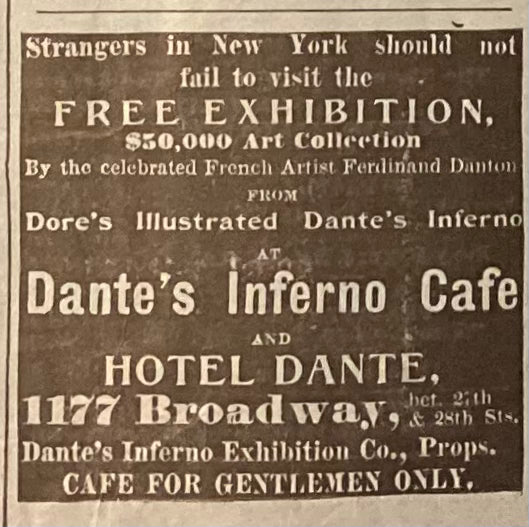 Strangers in New York should not
fail to visit the
FREE EXHIBITION,
$50,000 Art Collection
By the celebrated French Artist Ferdinand Danton
FROM
Dore's Illustrated Dante's Inferno
AT
Dante's Inferno Cafe
AND
HOTEL DANTE,
1177 Broadway, bet. 27th & 28th Sts.
Dante's Inferno Exhibition Co., Props.
CAFE FOR GENTLEMEN ONLY.